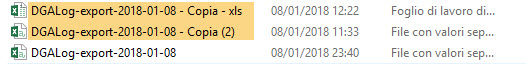 DGALog-export-2018-01-08 - Copia - xls 08/01/2018 12:22 Foglio di lavoro di...
DGALog-export-2018-01-08 - Copia (2) 08/01/2018 11:33 File con valori sep...
DGALog-export-2018-01-08 08/01/2018 23:40 File con valori sep...